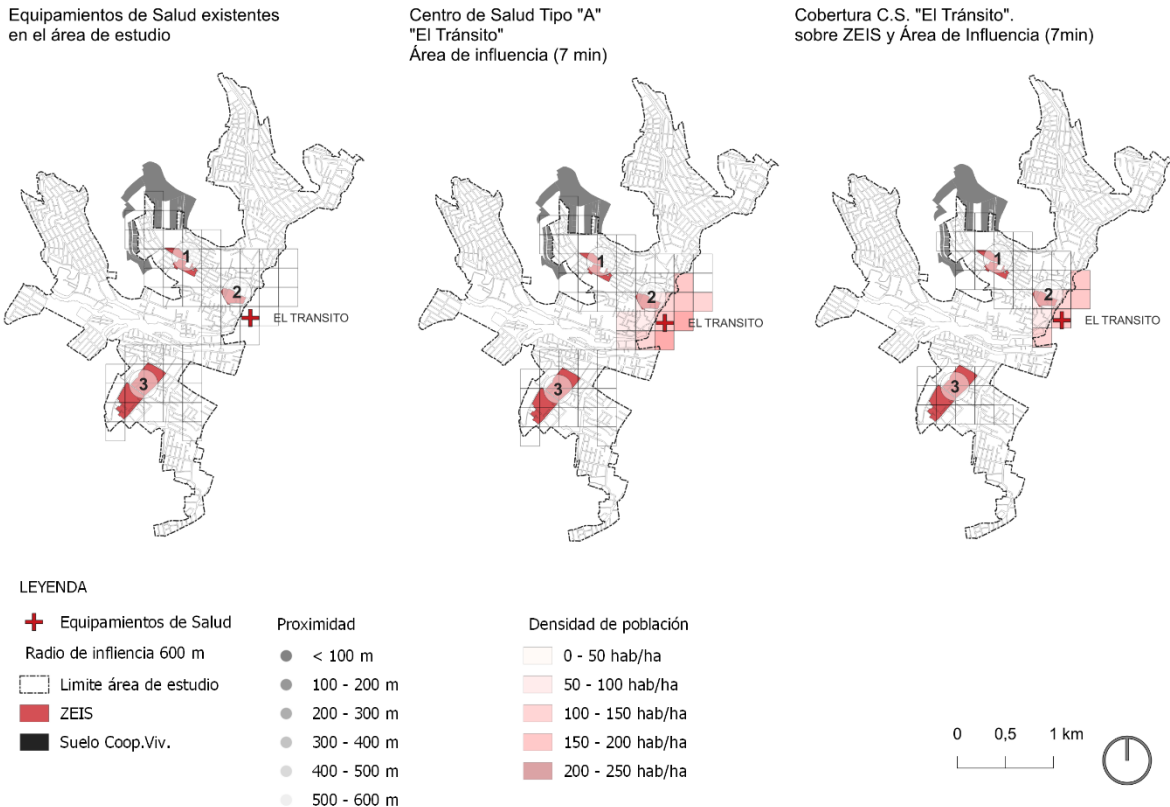 Equipamientos de Salud existentes
en el área de estudio
Centro de Salud Tipo "A"
"El Tránsito"
Área de influencia (7 min)
Cobertura C.S. "El Tránsito".
sobre ZEIS y Área de Influencia (7min)
1
2
EL TRANSITO
3
1
2
EL TRANSITO
3
1
2
EL TRANSITO
3
LEYENDA
Equipamientos de Salud
Radio de infliencia 600 m
Limite área de estudio
ZEIS
Suelo Coop.Viv.
Proximidad
< 100 m
100 - 200 m
200 - 300 m
300 - 400 m
400 - 500 m
500 - 600 m
Densidad de población
0 - 50 hab/ha
50 - 100 hab/ha
100 - 150 hab/ha
150 - 200 hab/ha
200 - 250 hab/ha
0 0,5 1 km